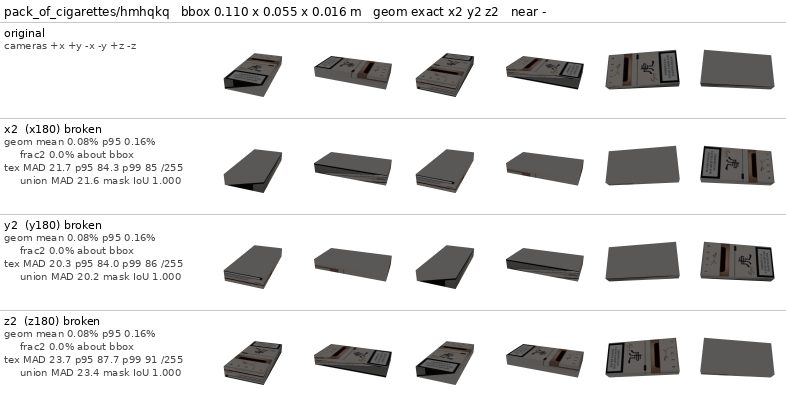 pack_of_cigarettes/hmhqkq bbox 0.110 x 0.055 x 0.016 m geom exact x2 y2 z2 near -
original
cameras +x +y -x -y +z -z
x2 (x180) broken
geom mean 0.08% p95 0.16%
frac2 0.0% about bbox
tex MAD 21.7 p95 84.3 p99 85 /255
union MAD 21.6 mask IoU 1.000
y2 (y180) broken
geom mean 0.08% p95 0.16%
frac2 0.0% about bbox
tex MAD 20.3 p95 84.0 p99 86 /255
union MAD 20.2 mask IoU 1.000
z2 (z180) broken
geom mean 0.08% p95 0.16%
frac2 0.0% about bbox
tex MAD 23.7 p95 87.7 p99 91 /255
union MAD 23.4 mask IoU 1.000